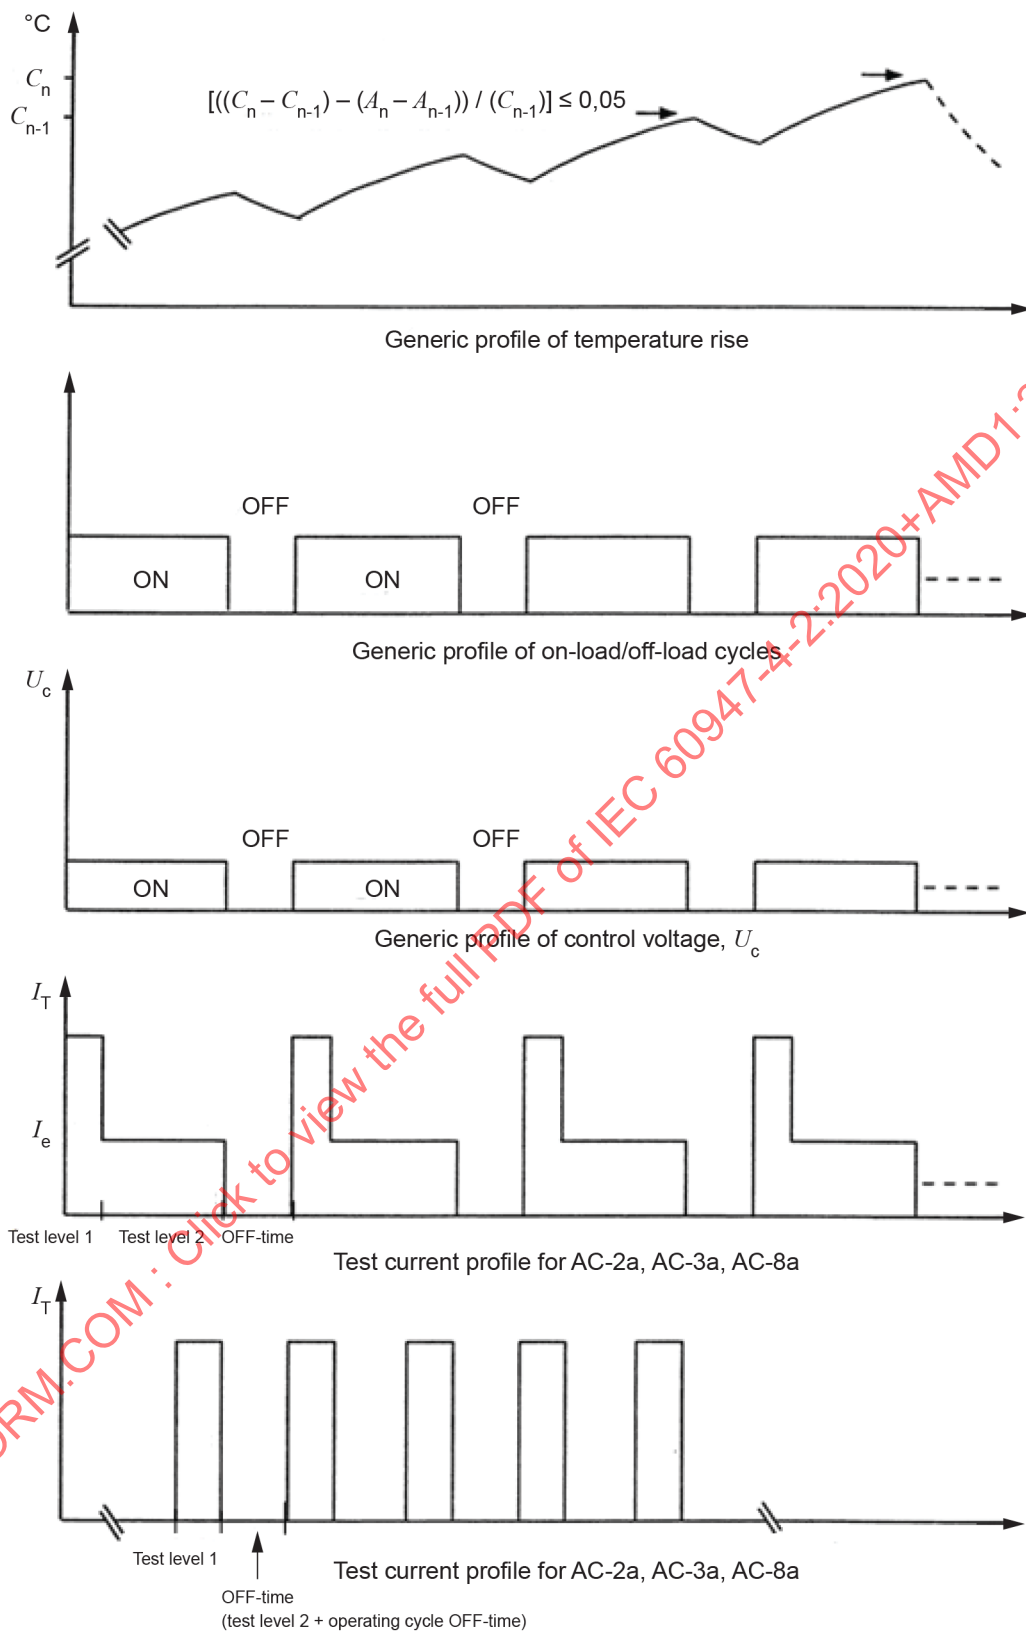 °C
Cn
Cn-1
[((Cn – Cn-1) – (An – An-1)) / (Cn-1)] ≤ 0,05
Generic profile of temperature rise
OFF OFF
ON ON
Generic profile of on-load/off-load cycles
Uc
OFF OFF
ON ON
Generic profile of control voltage, Uc
IT
Ie
Test level 1 Test level 2 OFF-time
Test current profile for AC-2a, AC-3a, AC-8a
IT
Test level 1
Test current profile for AC-2a, AC-3a, AC-8a
OFF-time
(test level 2 + operating cycle OFF-time)
RM.COM : Click to view the full PDF of IEC 60947-4-2:2020+AMD1: